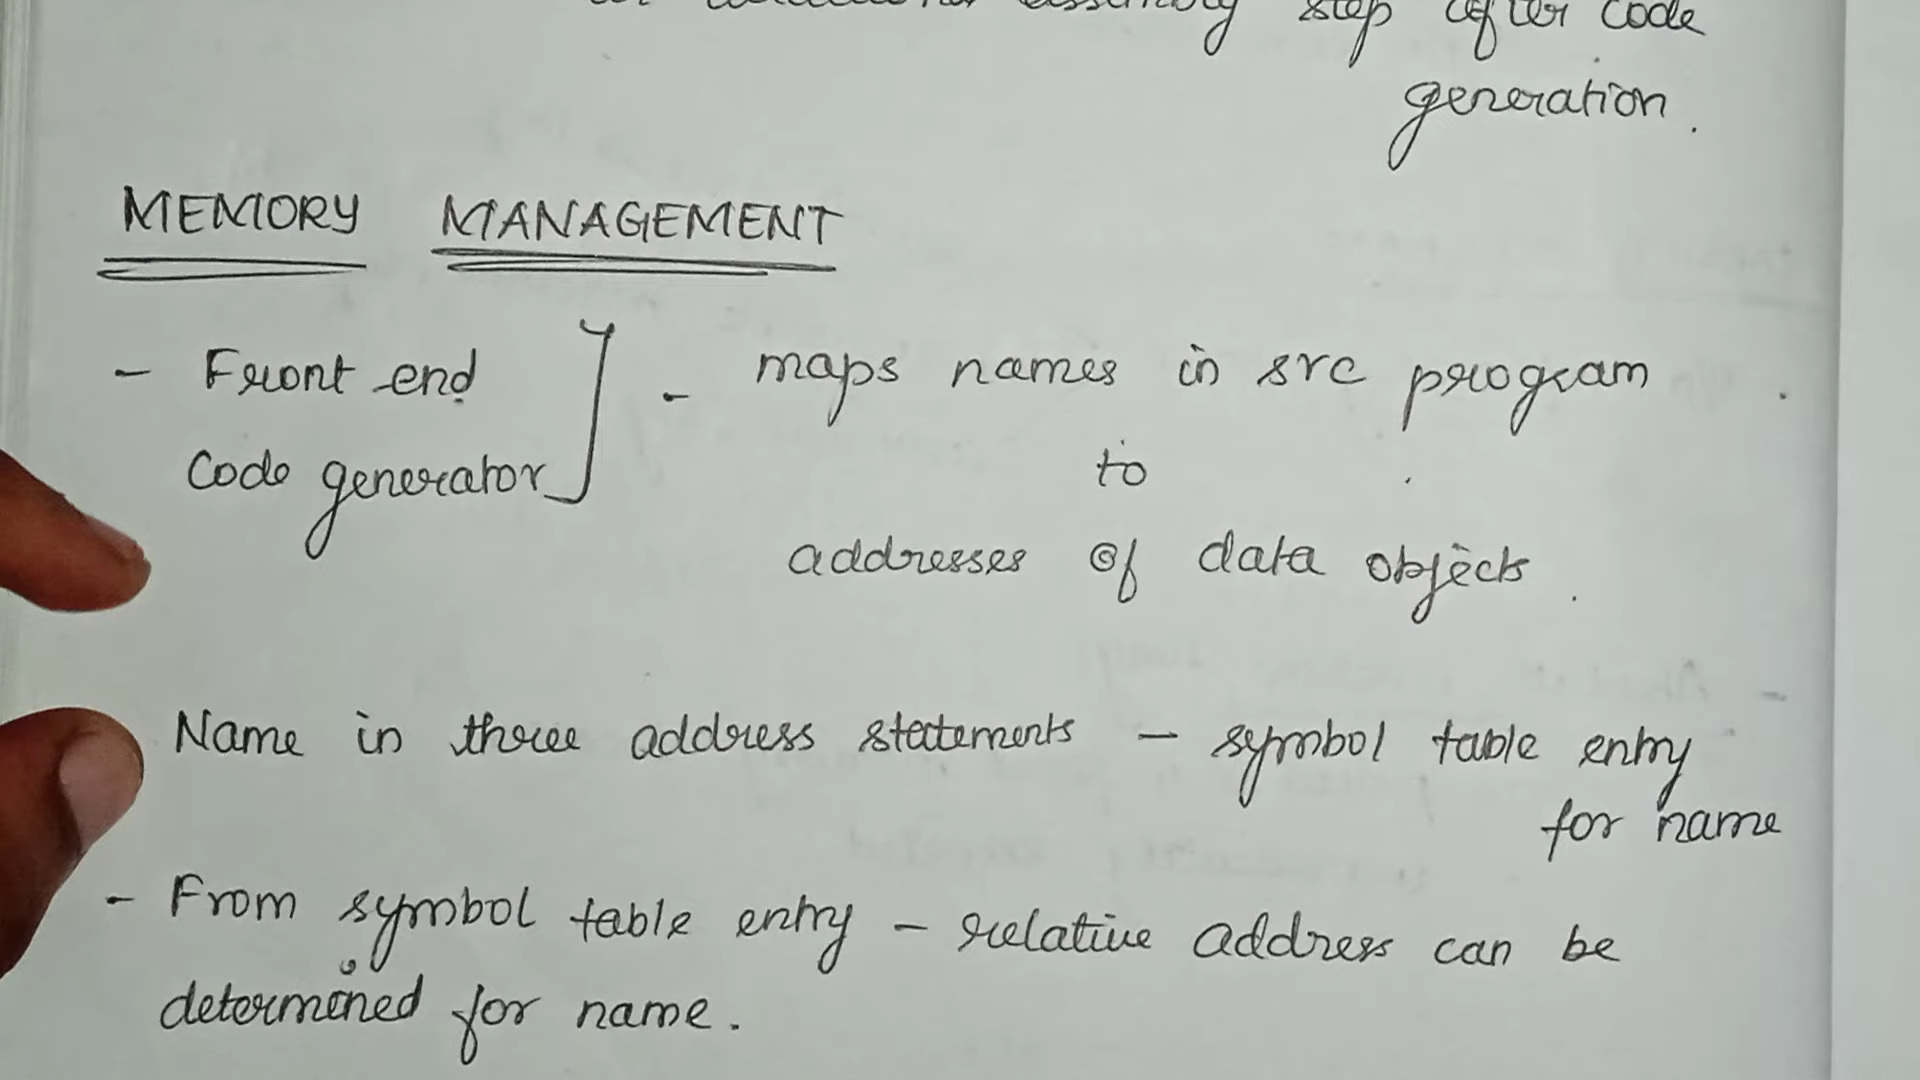 assembly step after code
generation.
MEMORY MANAGEMENT
- Front end ] - maps names in src program
Code generator to
addresses of data objects.
Name in three address statements - symbol table entry
for name
- From symbol table entry - relative address can be
determined for name.